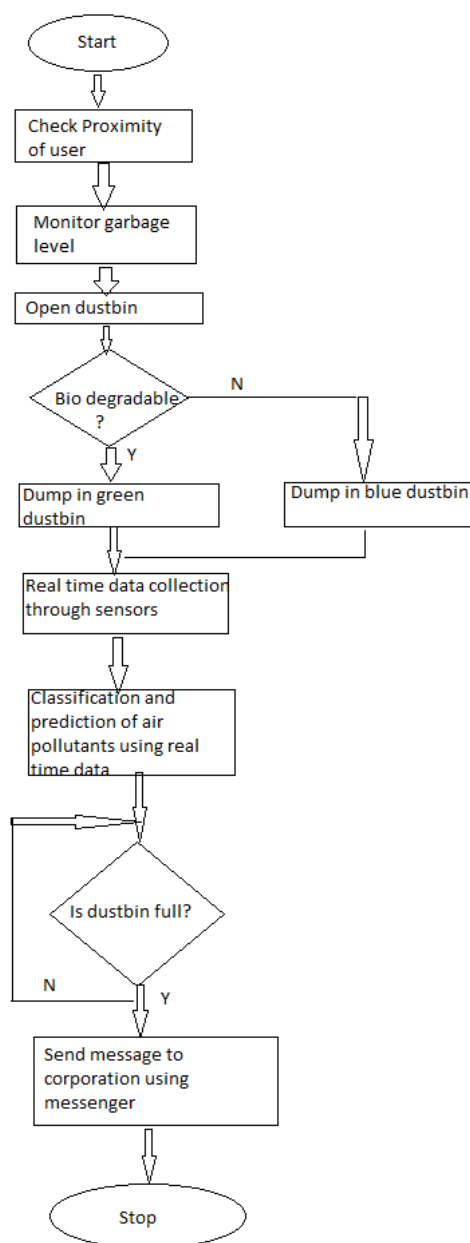 Start
Check Proximity
of user
Monitor garbage
level
Open dustbin
Bio degradable
?
N
Y
Dump in green
dustbin
Dump in blue dustbin
Real time data collection
through sensors
Classification and
prediction of air
pollutants using real
time data
Is dustbin full?
N
Y
Send message to
corporation using
messenger
Stop